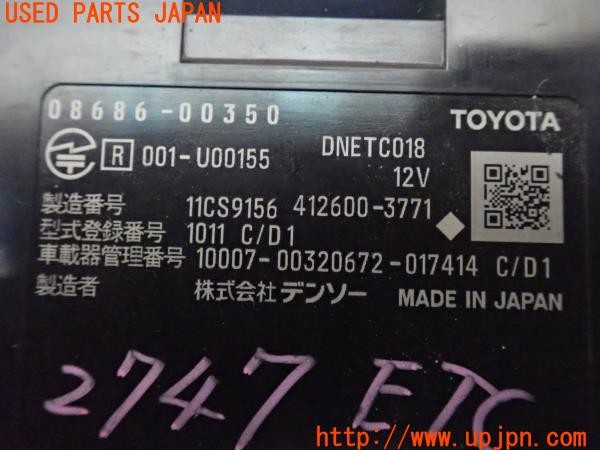 USED PARTS JAPAN
08686-00350 TOYOTA
R 001-U00155 DNETC018
12V
製造番号 11CS9156 412600-3771
型式登録番号 1011 C/D1
車載器管理番号 10007-00320672-017414 C/D1
製造者 株式会社 デンソー MADE IN JAPAN
2747 ETC
http://www.upjpn.com/